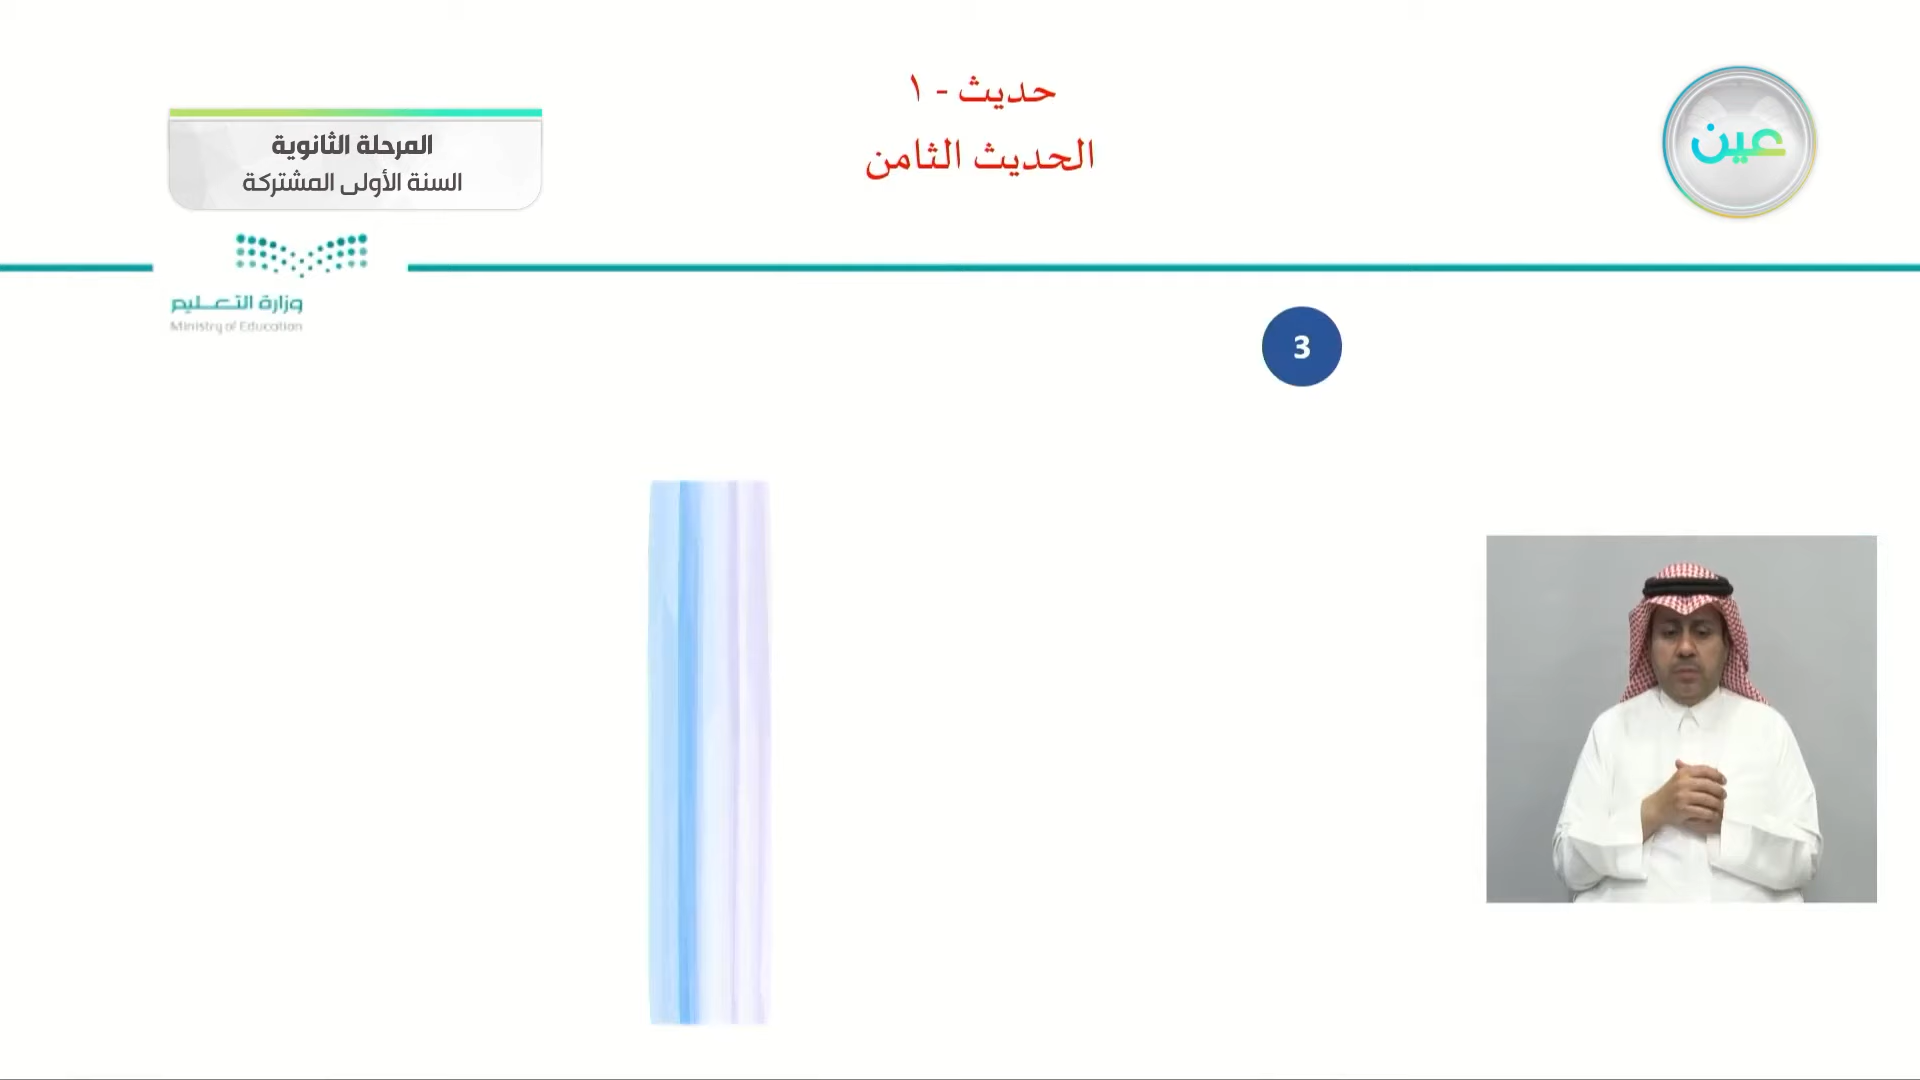 حديث - ١
الحديث الثامن
عين
المرحلة الثانوية
السنة الأولى المشتركة
وزارة التعليم
Ministry of Education
3